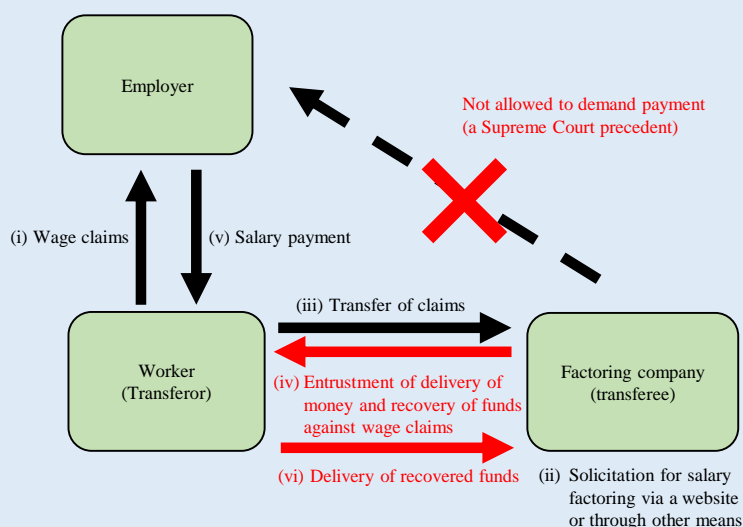 Employer
Not allowed to demand payment
(a Supreme Court precedent)
(i) Wage claims
(v) Salary payment
(iii) Transfer of claims
Worker
(Transferor)
(iv) Entrustment of delivery of
money and recovery of funds
against wage claims
Factoring company
(transferee)
(vi) Delivery of recovered funds
(ii) Solicitation for salary
factoring via a website
or through other means